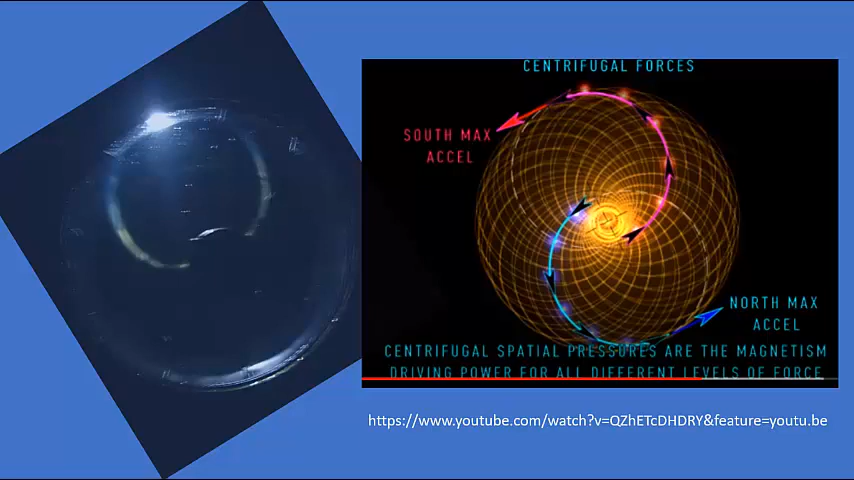 CENTRIFUGAL FORCES
SOUTH MAX
ACCEL
NORTH MAX
ACCEL
CENTRIFUGAL SPATIAL PRESSURES ARE THE MAGNETISM
DRIVING POWER FOR ALL DIFFERENT LEVELS OF FORCE
https://www.youtube.com/watch?v=QZhETcDHDRY&feature=youtu.be